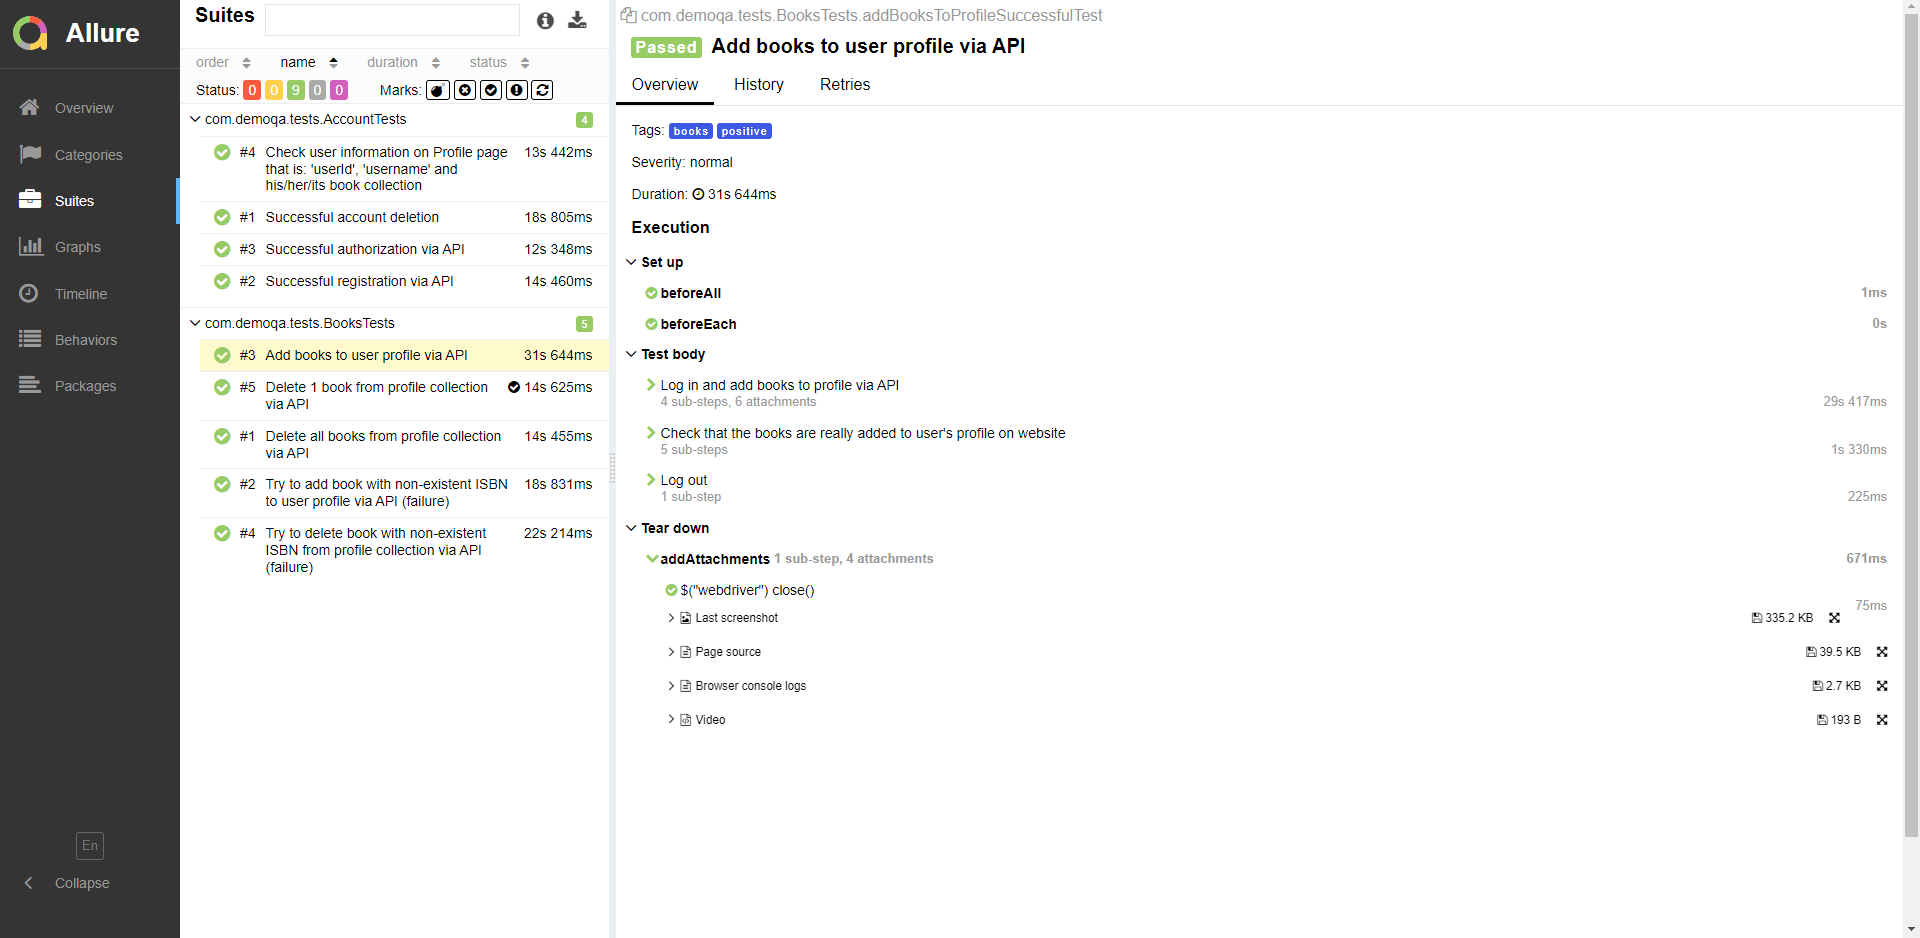 Allure
Overview
Categories
Suites
Graphs
Timeline
Behaviors
Packages
En
Collapse
Suites
order name duration status
Status: 0 0 9 0 0 Marks:
com.demoqa.tests.AccountTests 4
#4 Check user information on Profile page 13s 442ms
that is: 'userId', 'username' and
his/her/its book collection
#1 Successful account deletion 18s 805ms
#3 Successful authorization via API 12s 348ms
#2 Successful registration via API 14s 460ms
com.demoqa.tests.BooksTests 5
#3 Add books to user profile via API 31s 644ms
#5 Delete 1 book from profile collection 14s 625ms
via API
#1 Delete all books from profile collection 14s 455ms
via API
#2 Try to add book with non-existent ISBN 18s 831ms
to user profile via API (failure)
#4 Try to delete book with non-existent 22s 214ms
ISBN from profile collection via API
(failure)
com.demoqa.tests.BooksTests.addBooksToProfileSuccessfulTest
Passed Add books to user profile via API
Overview History Retries
Tags: books positive
Severity: normal
Duration: 31s 644ms
Execution
Set up
beforeAll 1ms
beforeEach 0s
Test body
Log in and add books to profile via API
4 sub-steps, 6 attachments 29s 417ms
Check that the books are really added to user's profile on website
5 sub-steps 1s 330ms
Log out
1 sub-step 225ms
Tear down
addAttachments 1 sub-step, 4 attachments 671ms
$("webdriver") close()
75ms
Last screenshot 335.2 KB
Page source 39.5 KB
Browser console logs 2.7 KB
Video 193 B